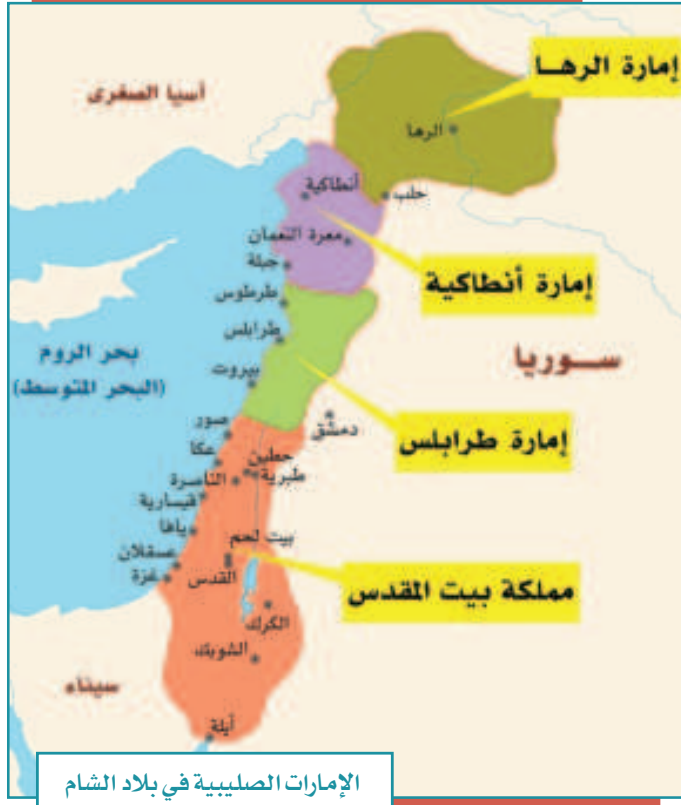 إمارة الرهـا
أسيا الصغرى
الرها
حلب
أنطاكية
معرة النعمان
جبلة
إمارة أنطاكية
طرطوس
طرابلس
سـوريا
بحر الروم
(البحر المتوسط)
بيروت
دمشق
إمارة طرابلس
صور
عكا
حطين
طبرية
الناصرة
قيسارية
يافا
بيت لحم
عسقلان
غزة
القدس
مملكة بيت المقدس
الكرك
الشوبك
سيناء
أيلة
الإمارات الصليبية في بلاد الشام